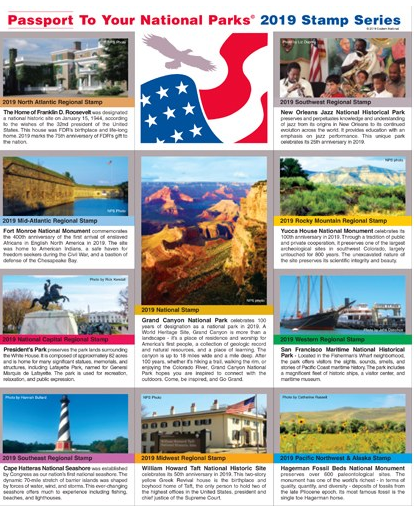 Passport To Your National Parks® 2019 Stamp Series
2019 North Atlantic Regional Stamp
The Home of Franklin D. Roosevelt was designated
a national historic site on January 15, 1944, according
to the wishes of the 32nd president of the United
States. This house was FDR's birthplace and life-long
home. 2019 marks the 75th anniversary of FDR's gift to
the nation.
2019 Southwest Regional Stamp
New Orleans Jazz National Historical Park
preserves and perpetuates knowledge and understanding
of jazz from its origins in New Orleans to its continued
evolution across the world. It provides education with an
emphasis on jazz performance. This unique park
celebrates its 25th anniversary in 2019.
NPS Photo
2019 Mid-Atlantic Regional Stamp
Fort Monroe National Monument commemorates
the 400th anniversary of the first arrival of enslaved
Africans in English North America in 2019. The site
was home to American Indians, a safe haven for
freedom seekers during the Civil War, and a bastion of
defense of the Chesapeake Bay.
NPS photo
2019 National Stamp
Grand Canyon National Park celebrates 100
years of designation as a national park in 2019. A
World Heritage Site, Grand Canyon is more than a
landscape - it's a place of residence and worship for
America's first people, a collection of geologic record
and natural resources, and a place of learning. The
canyon is up to 18 miles wide and a mile deep. After
100 years, whether it's hiking a trail, walking the rim, or
enjoying the Colorado River, Grand Canyon National
Park hopes you are inspired to connect with the
outdoors. Come, be inspired, and Go Grand.
NPS photo
2019 Rocky Mountain Regional Stamp
Yucca House National Monument celebrates its
100th anniversary in 2019. Through a tradition of public
and private cooperation, it preserves one of the largest
archeological sites in southwest Colorado, largely
untouched for 800 years. The unexcavated nature of
the site preserves its scientific integrity and beauty.
Photo by Rick Kendall
2019 National Capital Regional Stamp
President's Park preserves the park lands surrounding
the White House. It is composed of approximately 82 acres
and is home for many significant statues, memorials, and
structures, including Lafayette Park, named for General
Marquis de Lafayette. The park is used for recreation,
relaxation, and public expression.
2019 Western Regional Stamp
San Francisco Maritime National Historical
Park - Located in the Fisherman's Wharf neighborhood,
the park offers visitors the sights, sounds, smells, and
stories of Pacific Coast maritime history. The park includes
a magnificent fleet of historic ships, a visitor center, and
maritime museum.
2019 Southeast Regional Stamp
Cape Hatteras National Seashore was established
by Congress as our nation's first national seashore. The
dynamic 70-mile stretch of barrier islands was shaped
by forces of water, wind, and storms. The ever-changing
seashore offers much to experience including fishing,
beaches, and lighthouses.
NPS Photo
2019 Midwest Regional Stamp
William Howard Taft National Historic Site
celebrates its 50th anniversary in 2019. This two-story
yellow Greek Revival house is the birthplace and
boyhood home of Taft, the only person to hold two of
the highest offices in the United States, president and
chief justice of the Supreme Court.
Photo by Catherine Russell
2019 Pacific Northwest & Alaska Stamp
Hagerman Fossil Beds National Monument
preserves over 600 paleontological sites. The
monument has one of the world's richest - in terms of
quality, quantity, and diversity - deposits of fossils from
the late Pliocene epoch. Its most famous fossil is the
single toe Hagerman horse.